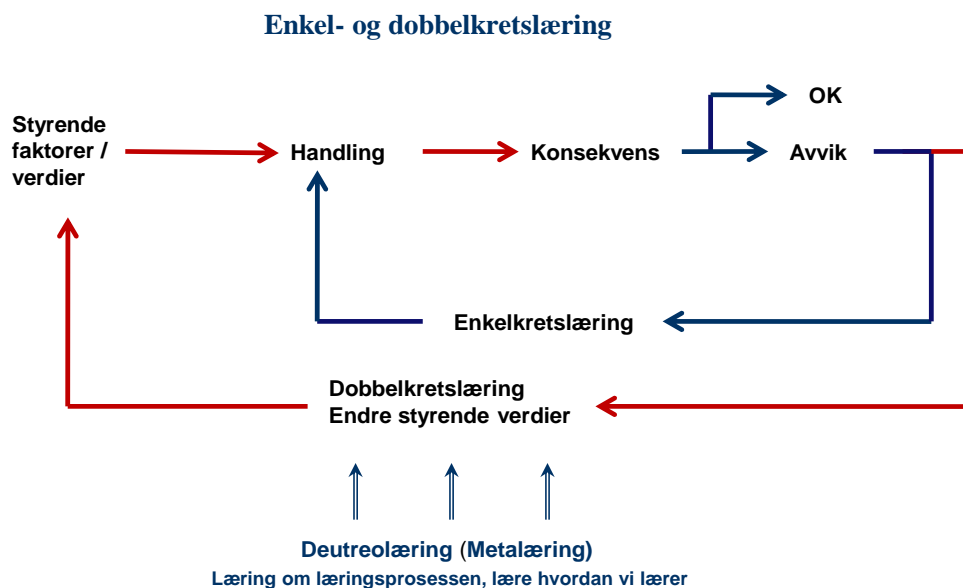 Enkel- og dobbelkretslæring
OK
Styrende
faktorer /
verdier
Handling
Konsekvens
Avvik
Enkelkretslæring
Dobbelkretslæring
Endre styrende verdier
Deutreolæring (Metalæring)
Læring om læringsprosessen, lære hvordan vi lærer